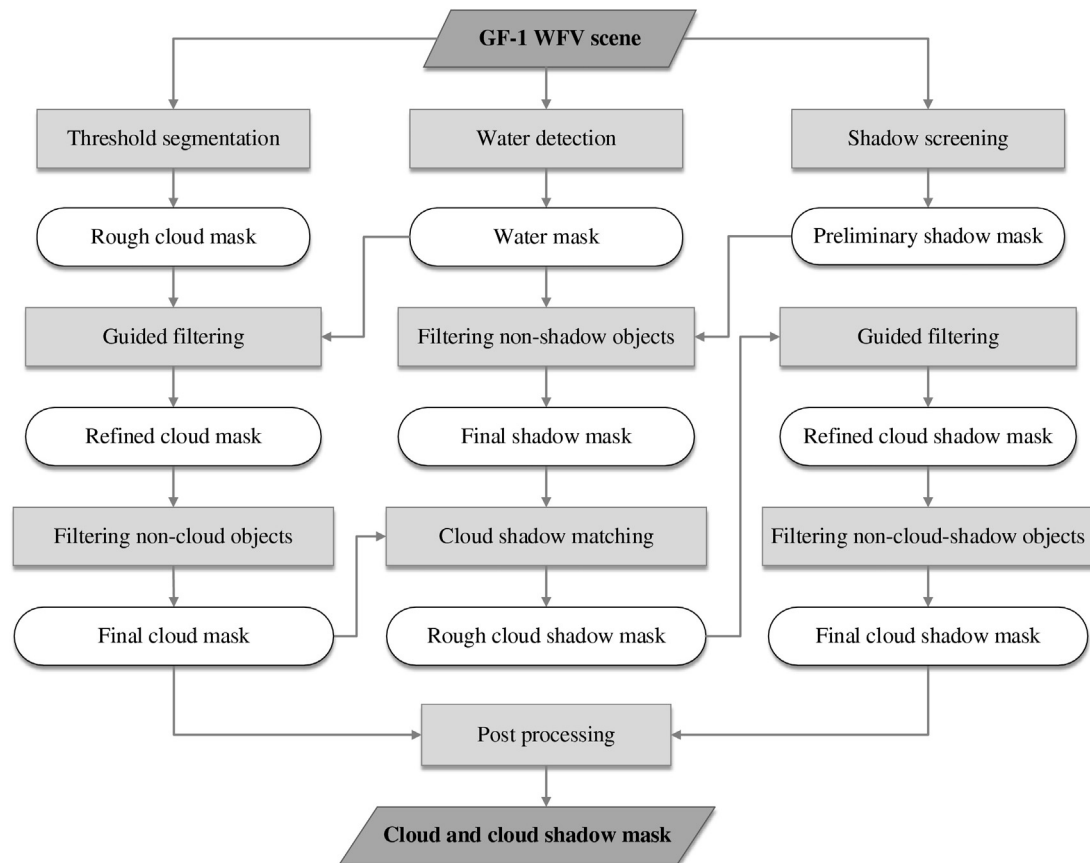 GF-1 WFV scene
Threshold segmentation
Water detection
Shadow screening
Rough cloud mask
Water mask
Preliminary shadow mask
Guided filtering
Filtering non-shadow objects
Guided filtering
Refined cloud mask
Final shadow mask
Refined cloud shadow mask
Filtering non-cloud objects
Cloud shadow matching
Filtering non-cloud-shadow objects
Final cloud mask
Rough cloud shadow mask
Final cloud shadow mask
Post processing
Cloud and cloud shadow mask